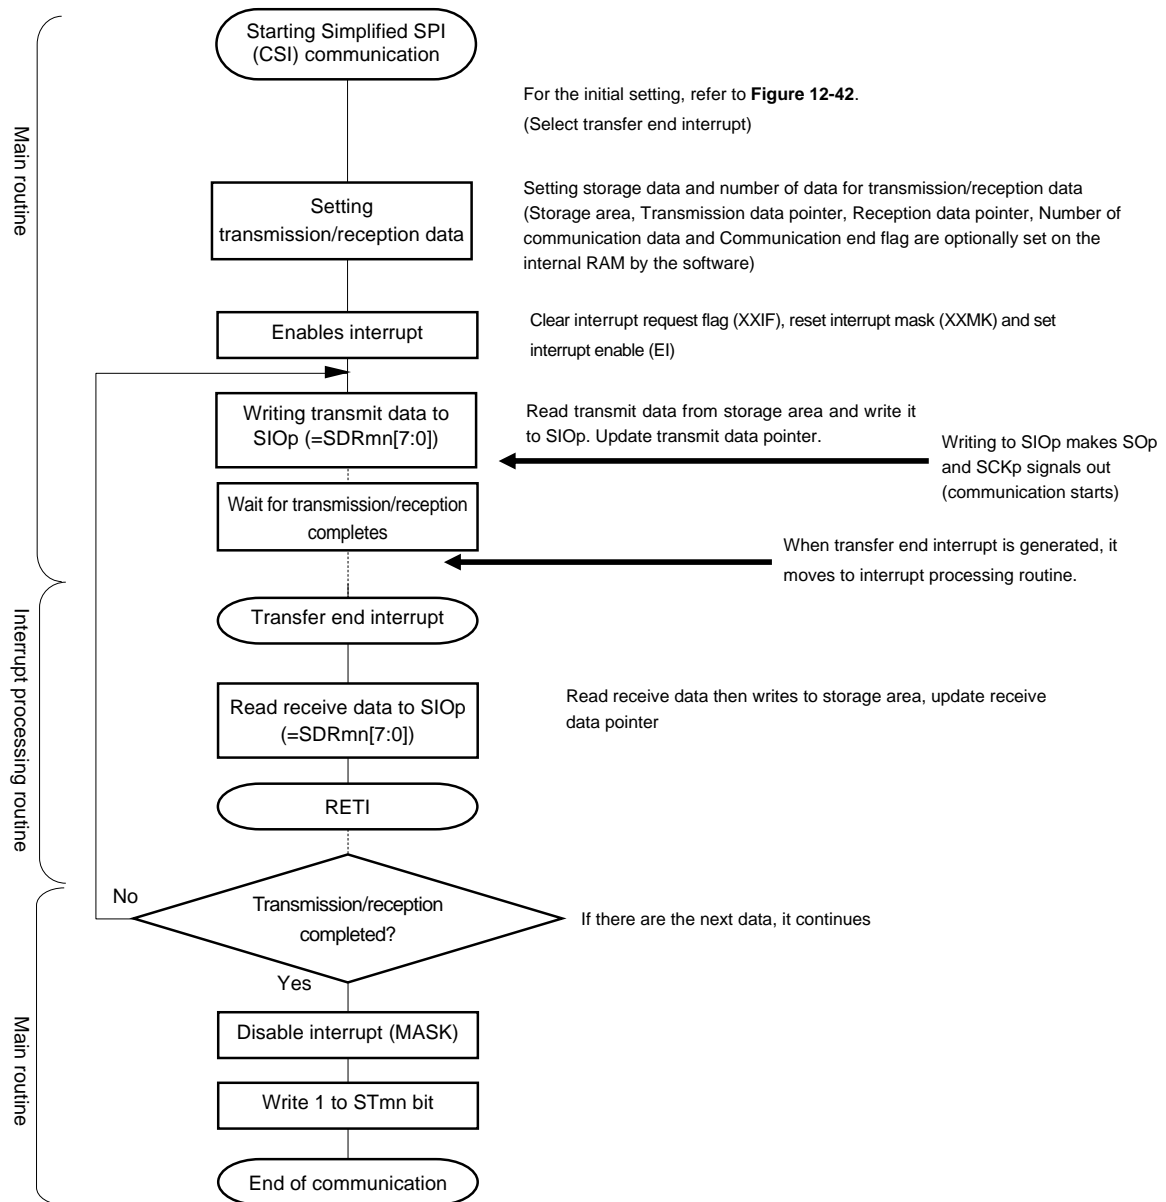 Starting Simplified SPI
(CSI) communication
For the initial setting, refer to Figure 12-42.
(Select transfer end interrupt)
Main routine
Setting
transmission/reception data
Setting storage data and number of data for transmission/reception data
(Storage area, Transmission data pointer, Reception data pointer, Number of
communication data and Communication end flag are optionally set on the
internal RAM by the software)
Enables interrupt
Clear interrupt request flag (XXIF), reset interrupt mask (XXMK) and set
interrupt enable (EI)
Writing transmit data to
SIOp (=SDRmn[7:0])
Read transmit data from storage area and write it
to SIOp. Update transmit data pointer.
Writing to SIOp makes SOp
and SCKp signals out
(communication starts)
Wait for transmission/reception
completes
When transfer end interrupt is generated, it
moves to interrupt processing routine.
Interrupt processing routine
Transfer end interrupt
Read receive data to SIOp
(=SDRmn[7:0])
Read receive data then writes to storage area, update receive
data pointer
RETI
No
Transmission/reception
completed?
If there are the next data, it continues
Yes
Main routine
Disable interrupt (MASK)
Write 1 to STmn bit
End of communication